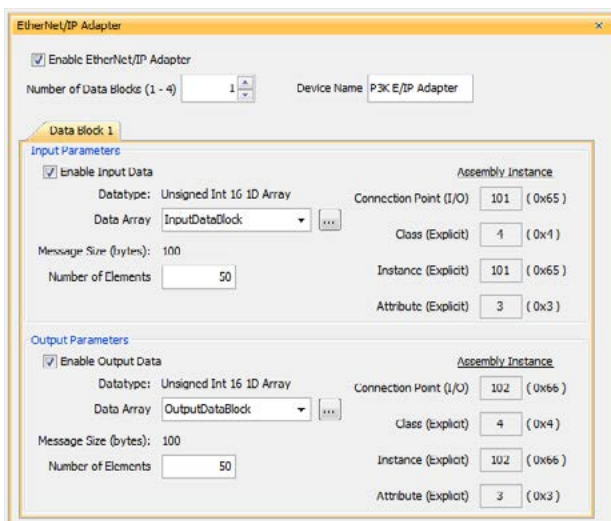 EtherNet/IP Adapter
Enable EtherNet/IP Adapter
Number of Data Blocks (1 - 4) 1 Device Name P3K E/IP Adapter
Data Block 1
Input Parameters
Enable Input Data Assembly Instance
Datatype: Unsigned Int 16 1D Array Connection Point (I/O) 101 ( 0x65 )
Data Array InputDataBlock ... Class (Explicit) 4 ( 0x4 )
Message Size (bytes): 100
Number of Elements 50 Instance (Explicit) 101 ( 0x65 )
Attribute (Explicit) 3 ( 0x3 )
Output Parameters
Enable Output Data Assembly Instance
Datatype: Unsigned Int 16 1D Array Connection Point (I/O) 102 ( 0x66 )
Data Array OutputDataBlock ... Class (Explicit) 4 ( 0x4 )
Message Size (bytes): 100
Number of Elements 50 Instance (Explicit) 102 ( 0x66 )
Attribute (Explicit) 3 ( 0x3 )